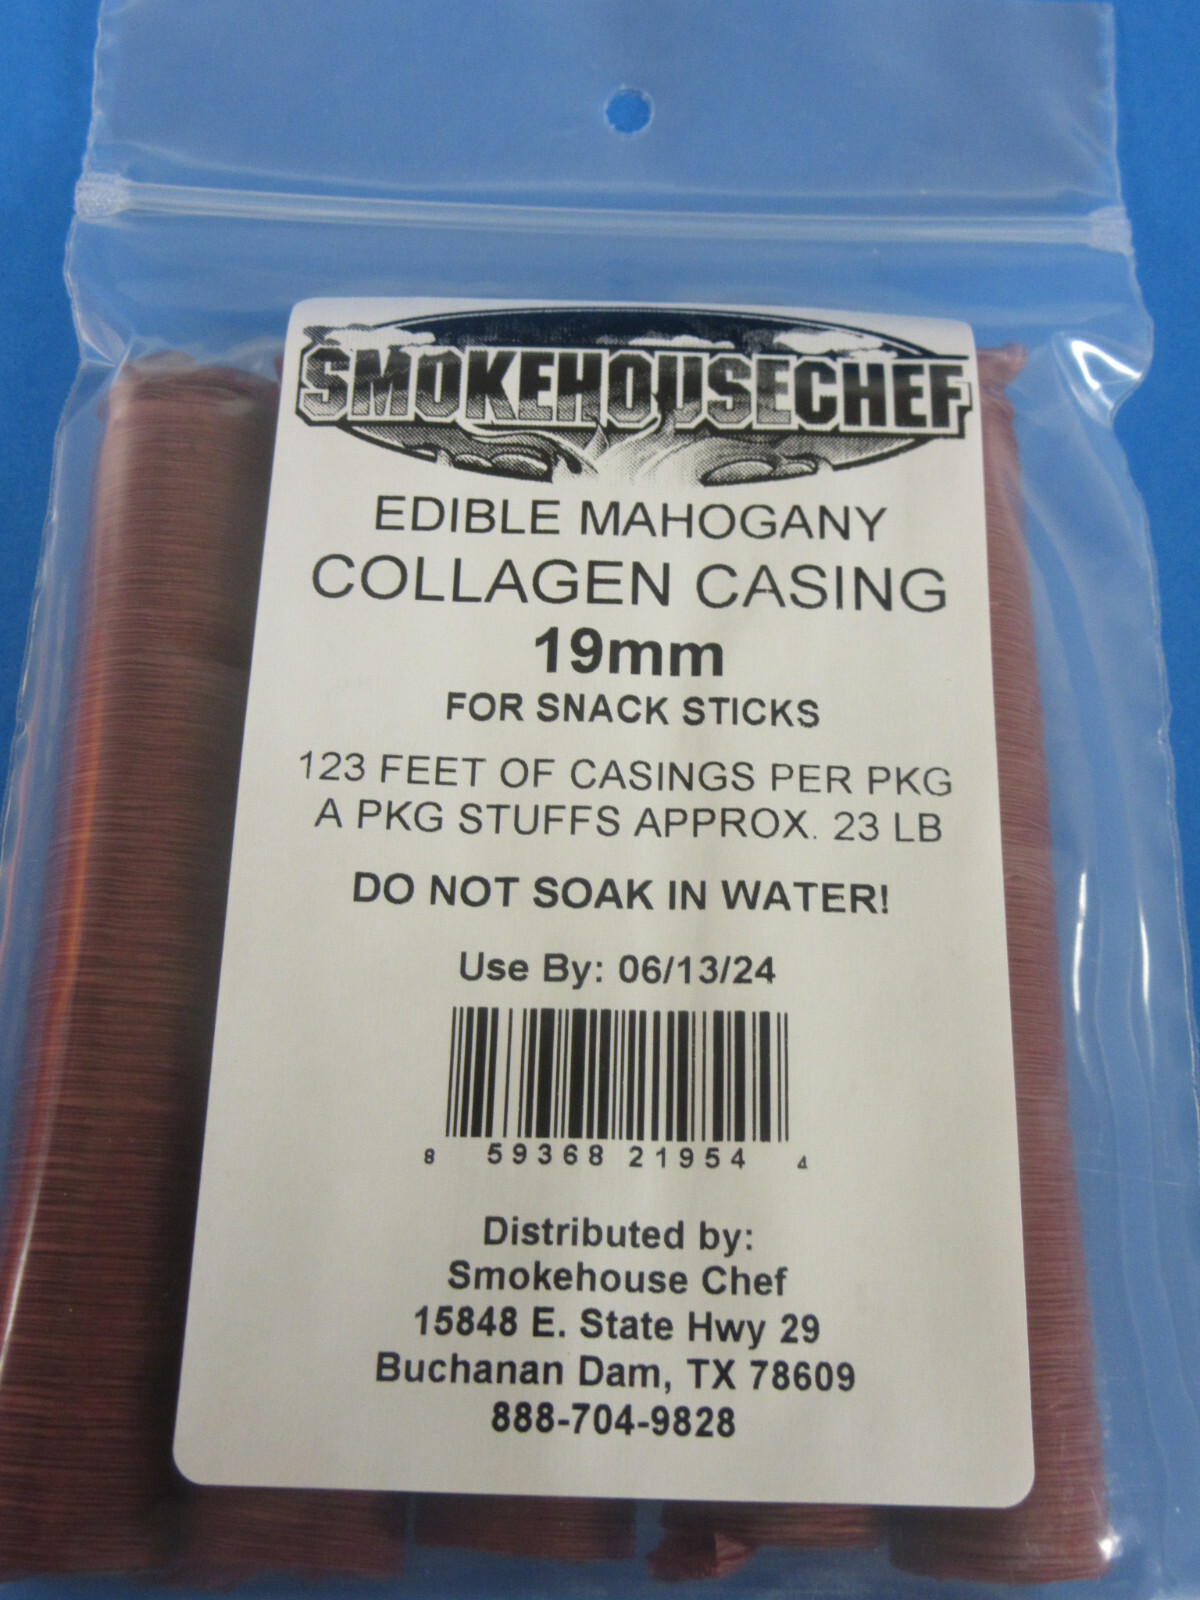 SMOKEHOUSECHEF
EDIBLE MAHOGANY
COLLAGEN CASING
19mm
FOR SNACK STICKS
123 FEET OF CASINGS PER PKG
A PKG STUFFS APPROX. 23 LB
DO NOT SOAK IN WATER!
Use By: 06/13/24
8 59368 21954 4
Distributed by:
Smokehouse Chef
15848 E. State Hwy 29
Buchanan Dam, TX 78609
888-704-9828